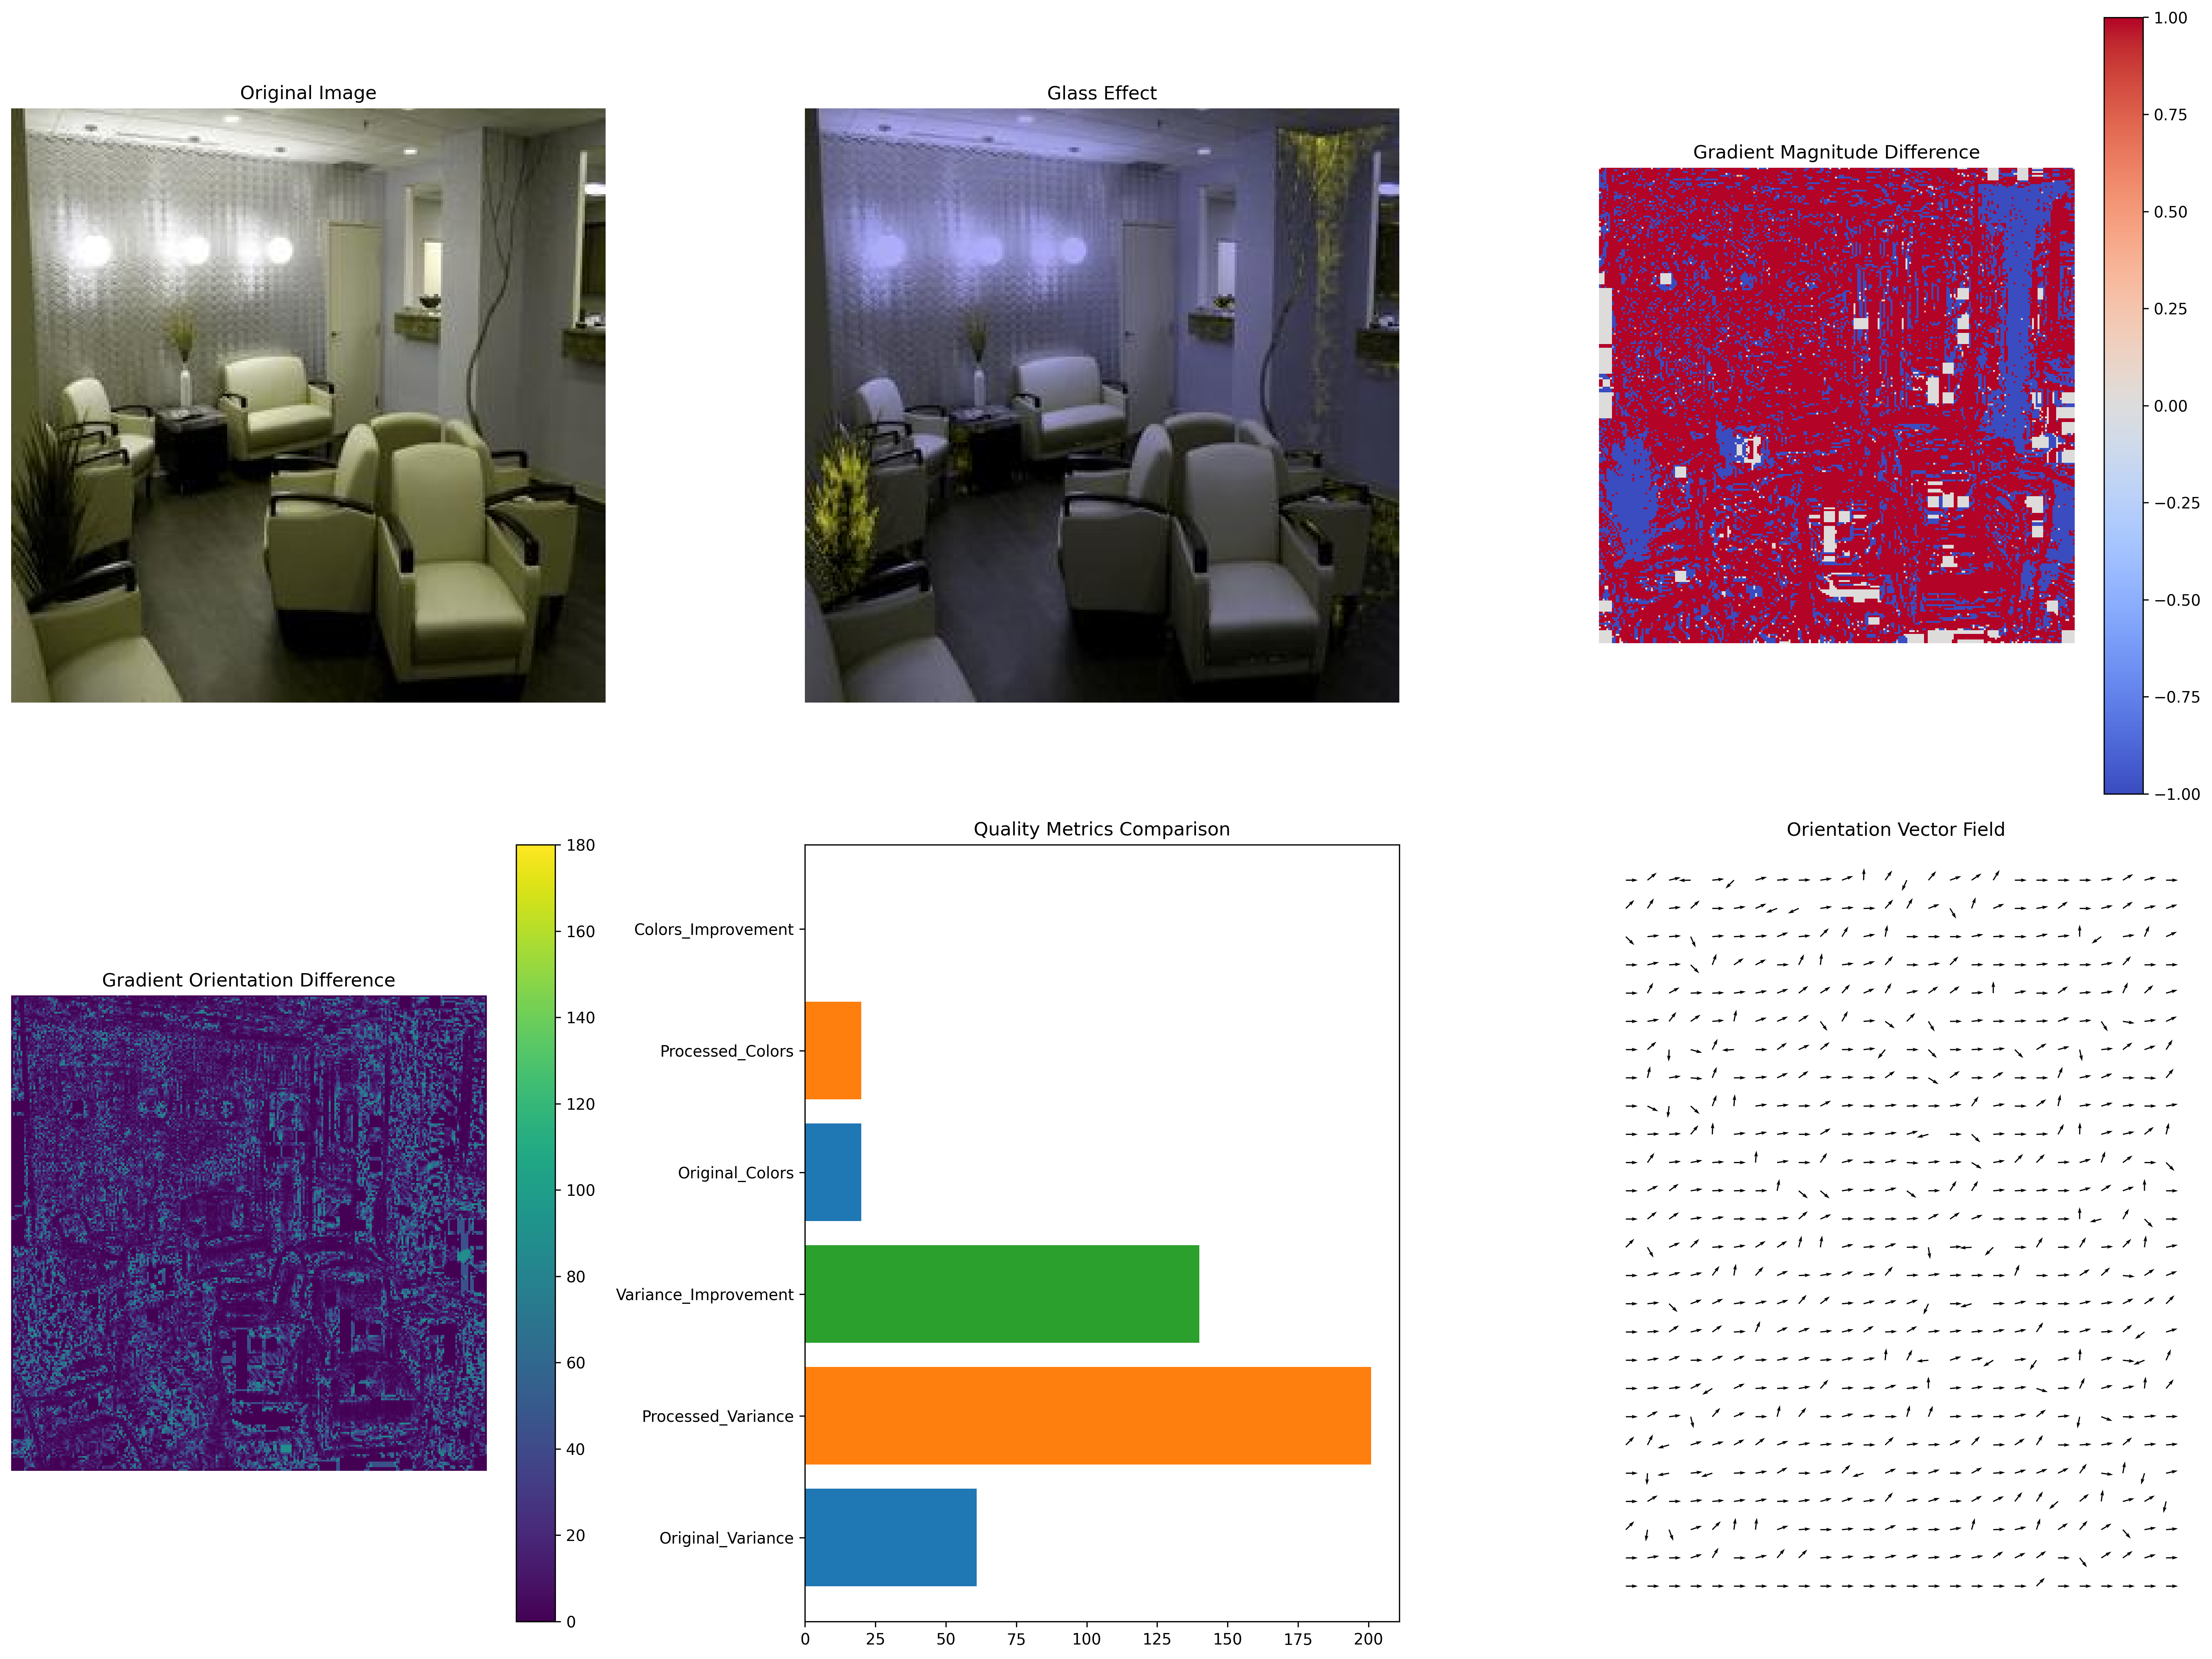 Original Image
Glass Effect
Gradient Magnitude Difference
1.00
0.75
0.50
0.25
0.00
−0.25
−0.50
−0.75
−1.00
Gradient Orientation Difference
180
160
140
120
100
80
60
40
20
0
Quality Metrics Comparison
Colors_Improvement
Processed_Colors
Original_Colors
Variance_Improvement
Processed_Variance
Original_Variance
0 25 50 75 100 125 150 175 200
Orientation Vector Field